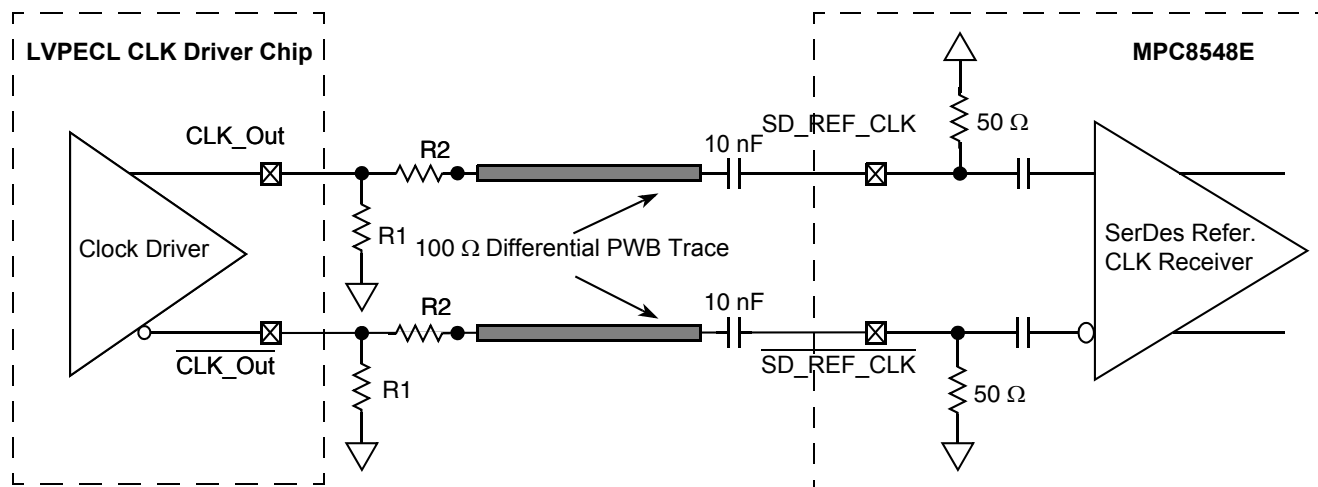 LVPECL CLK Driver Chip
MPC8548E
CLK_Out
R2
10 nF
SD_REF_CLK
50 Ω
Clock Driver
R1
100 Ω Differential PWB Trace
SerDes Refer.
CLK Receiver
R2
10 nF
CLK_Out
SD_REF_CLK
R1
50 Ω